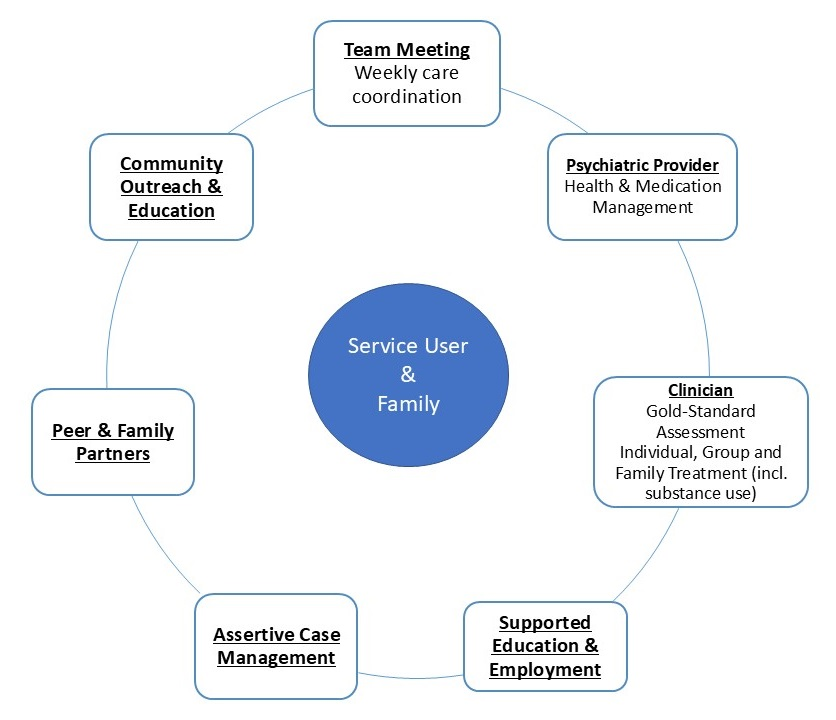 Team Meeting
Weekly care
coordination
Psychiatric Provider
Health & Medication
Management
Clinician
Gold-Standard
Assessment
Individual, Group and
Family Treatment (incl.
substance use)
Supported
Education &
Employment
Assertive Case
Management
Peer & Family
Partners
Community
Outreach &
Education
Service User
&
Family